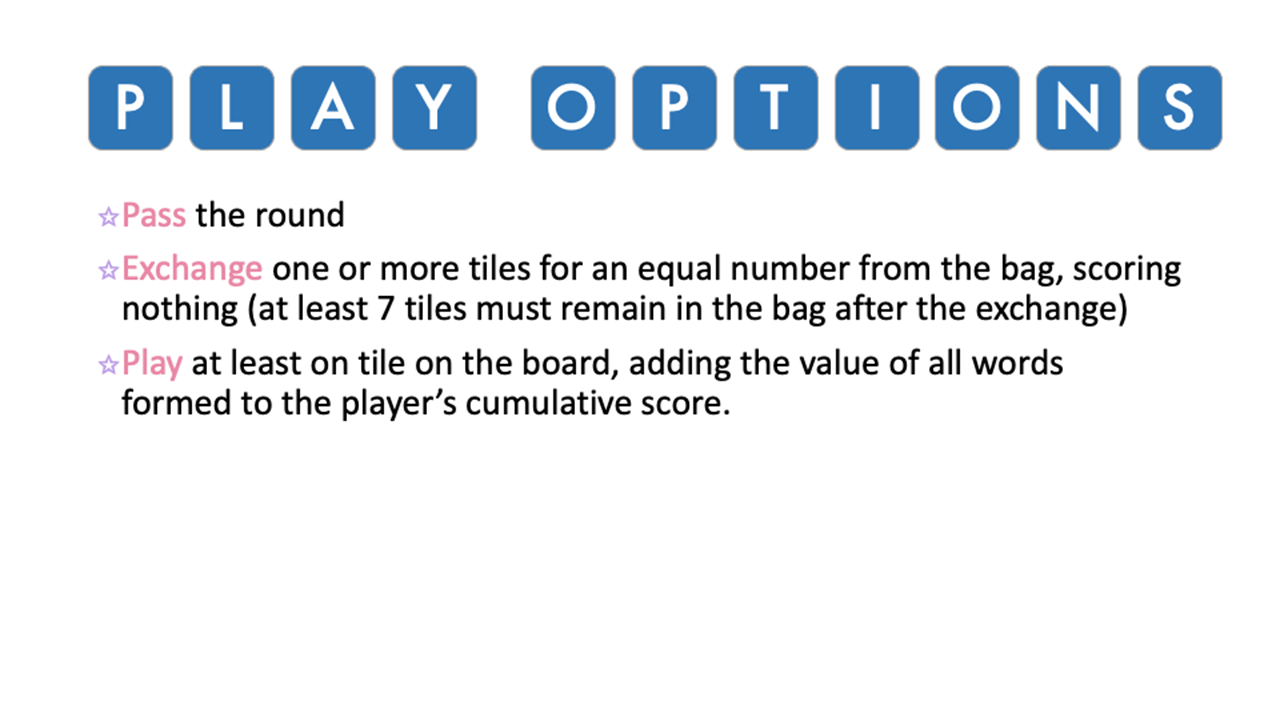 PLAY OPTIONS
☆Pass the round
☆Exchange one or more tiles for an equal number from the bag, scoring
nothing (at least 7 tiles must remain in the bag after the exchange)
☆Play at least on tile on the board, adding the value of all words
formed to the player’s cumulative score.